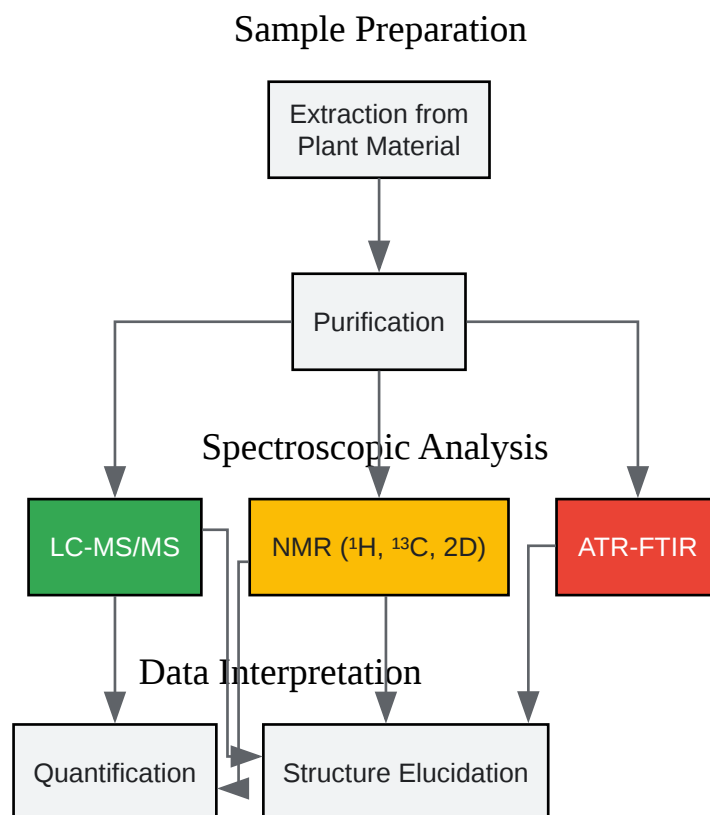 Sample Preparation
Extraction from
Plant Material
Purification
Spectroscopic Analysis
LC-MS/MS
NMR (¹H, ¹³C, 2D)
ATR-FTIR
Data Interpretation
Quantification
Structure Elucidation